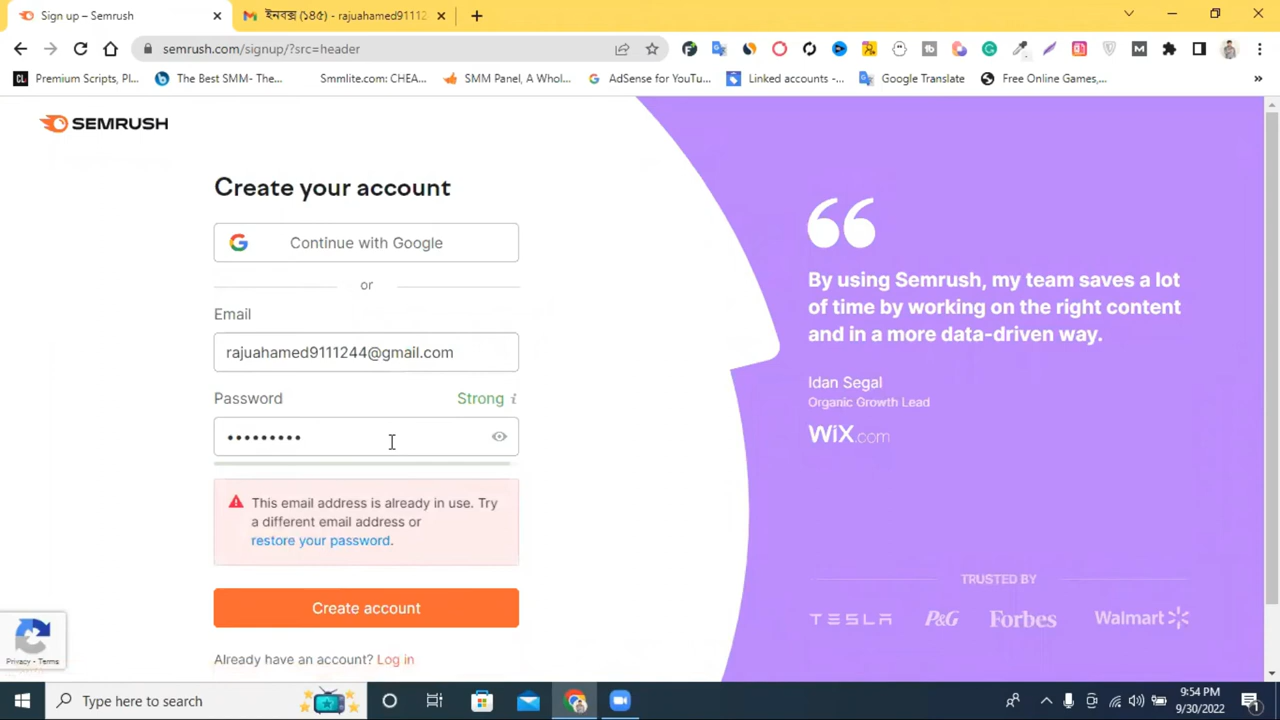 Sign up – Semrush
ইনবক্স (১৪৫) - rajuahamed9111
semrush.com/signup/?src=header
Premium Scripts, Pl...
The Best SMM- The...
Smmlite.com: CHEA...
SMM Panel, A Whol...
AdSense for YouTu...
Linked accounts -...
Google Translate
Free Online Games,...
SEMRUSH
Create your account
Continue with Google
or
Email
rajuahamed9111244@gmail.com
Password
Strong
This email address is already in use. Try
a different email address or
restore your password.
Create account
Already have an account? Log in
Privacy - Terms
By using Semrush, my team saves a lot
of time by working on the right content
and in a more data-driven way.
Idan Segal
Organic Growth Lead
WiX.com
TRUSTED BY
TESLA P&G Forbes Walmart
Type here to search
9:54 PM
9/30/2022